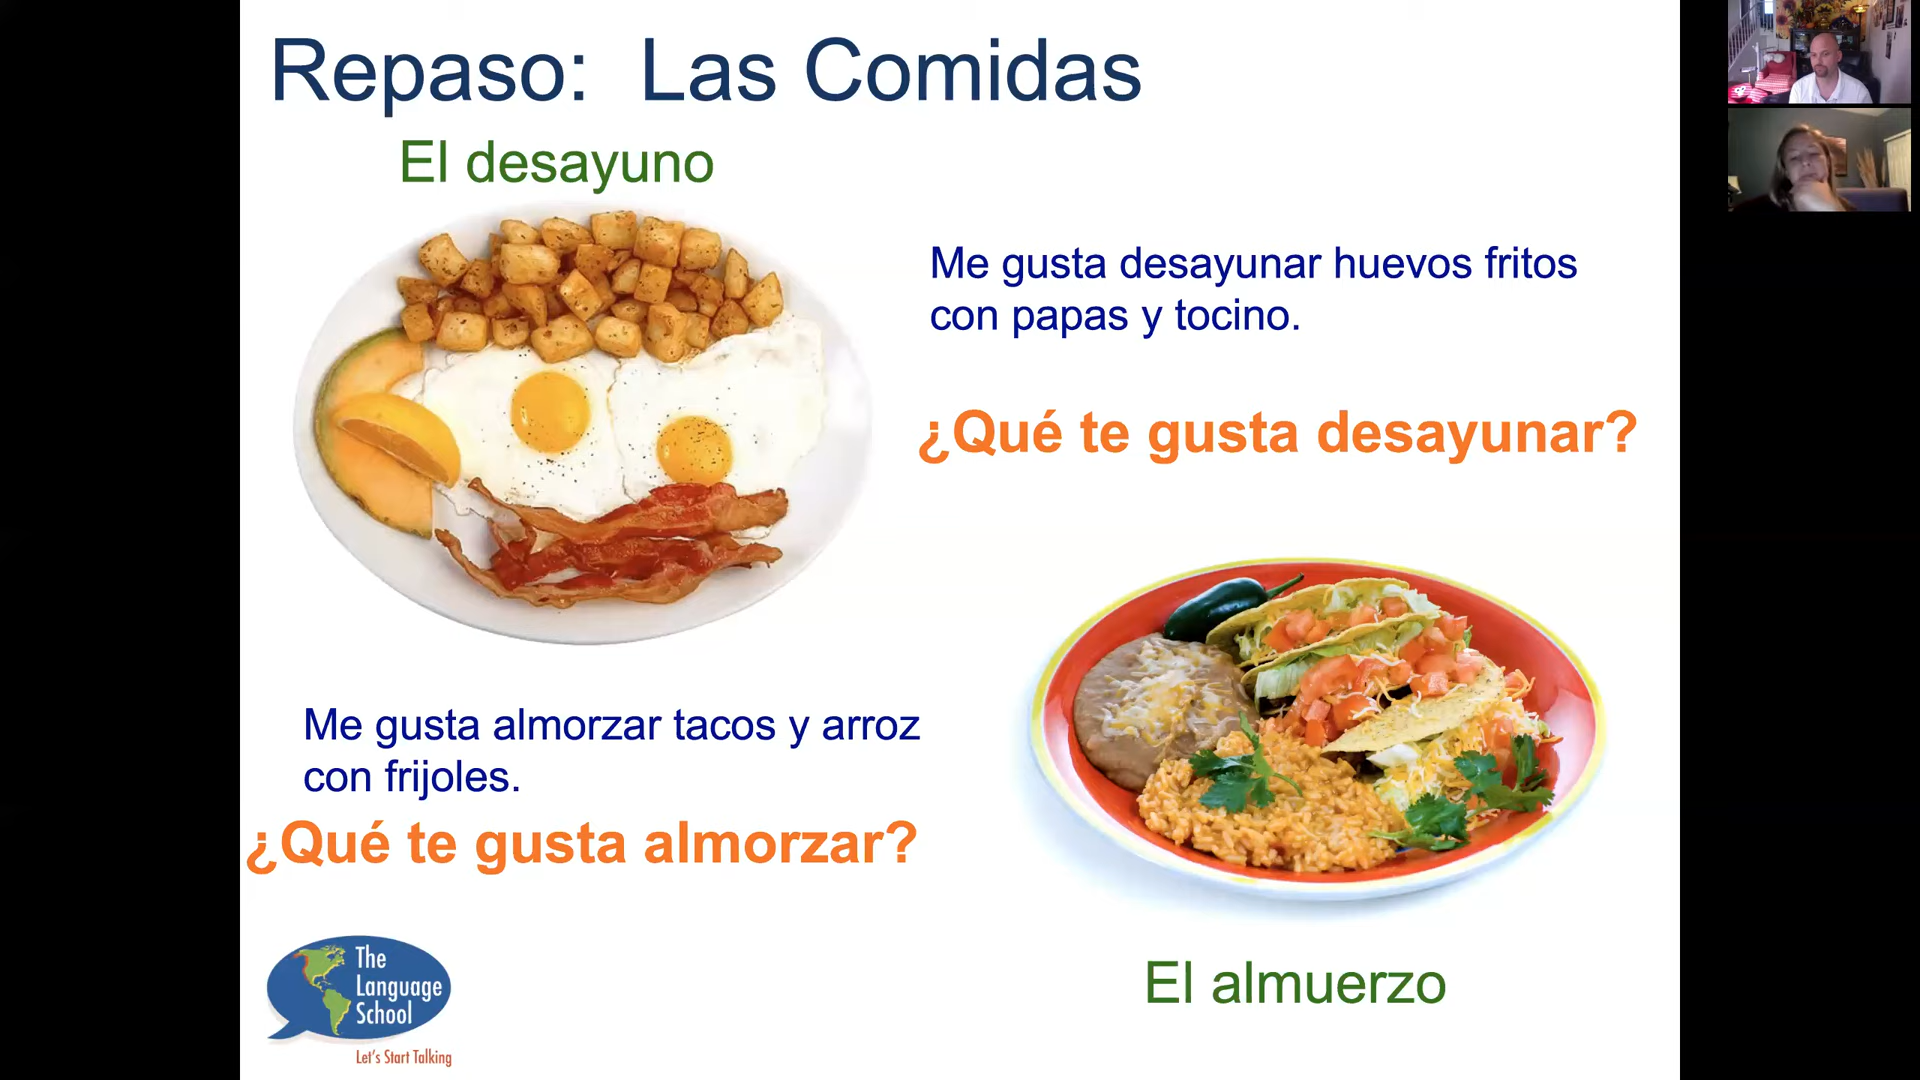 Repaso: Las Comidas
El desayuno
Me gusta desayunar huevos fritos
con papas y tocino.
¿Qué te gusta desayunar?
Me gusta almorzar tacos y arroz
con frijoles.
¿Qué te gusta almorzar?
El almuerzo
The
Language
School
Let's Start Talking